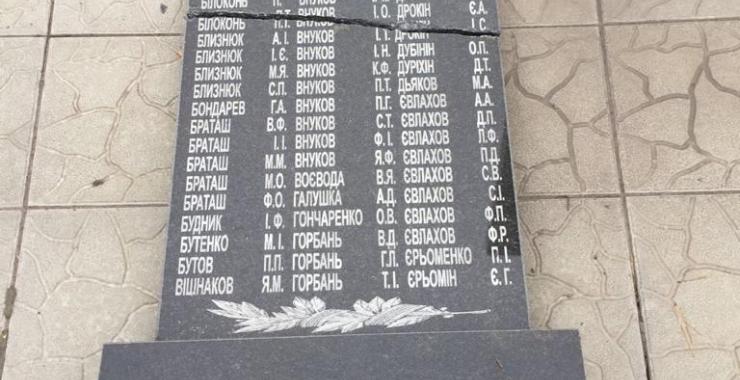 БІЛОКОНЬ П. ВНУКОВ І.О. ДРОКІН Є.А.
П.Т. ВНУКОВ І.С.
БЛИЗНЮК А.І. ВНУКОВ І.І. ДРОКІН
БЛИЗНЮК І.Є. ВНУКОВ І.Н. ДУБІНІН О.П.
БЛИЗНЮК М.Я. ВНУКОВ К.Ф. ДУРІХІН Д.Т.
БЛИЗНЮК С.П. ВНУКОВ П.Т. ДЬЯКОВ М.А.
БОНДАРЕВ Г.А. ВНУКОВ П.Г. ЄВЛАХОВ А.А.
БРАТАШ В.Ф. ВНУКОВ С.Т. ЄВЛАХОВ Д.П.
БРАТАШ І.І. ВНУКОВ Ф.І. ЄВЛАХОВ П.Ф.
БРАТАШ М.М. ВНУКОВ Я.Ф. ЄВЛАХОВ П.Д.
БРАТАШ М.О. ВОЄВОДА В.Я. ЄВЛАХОВ С.В.
БРАТАШ Ф.О. ГАЛУШКА А.Д. ЄВЛАХОВ С.І.
БУДНИК І.Ф. ГОНЧАРЕНКО О.В. ЄВЛАХОВ Ф.П.
БУТЕНКО М.І. ГОРБАНЬ В.Д. ЄВЛАХОВ Ф.Р.
БУТОВ П.П. ГОРБАНЬ Г.Л. ЄРЬОМЕНКО П.І.
ВІШНАКОВ Я.М. ГОРБАНЬ Т.І. ЄРЬОМІН Є.Г.